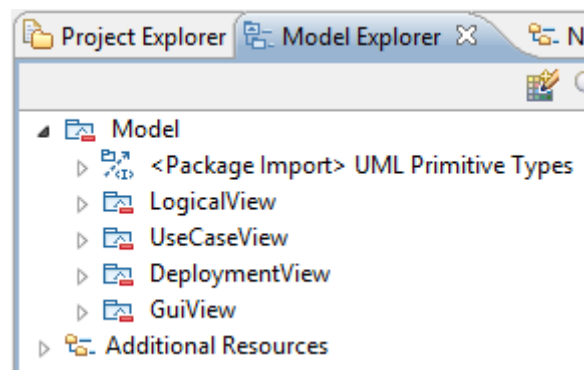 Project Explorer Model Explorer N
Model
<Package Import> UML Primitive Types
LogicalView
UseCaseView
DeploymentView
GuiView
Additional Resources